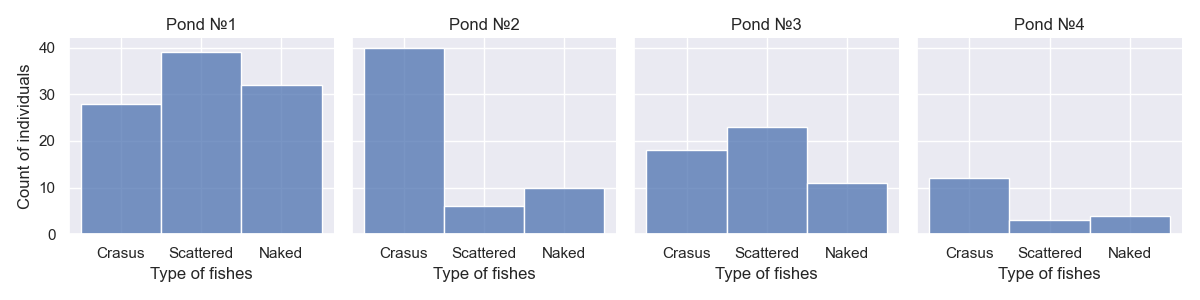 Pond №1
Pond №2
Pond №3
Pond №4
Count of individuals
40
30
20
10
0
Crasus Scattered Naked
Crasus Scattered Naked
Crasus Scattered Naked
Crasus Scattered Naked
Type of fishes
Type of fishes
Type of fishes
Type of fishes